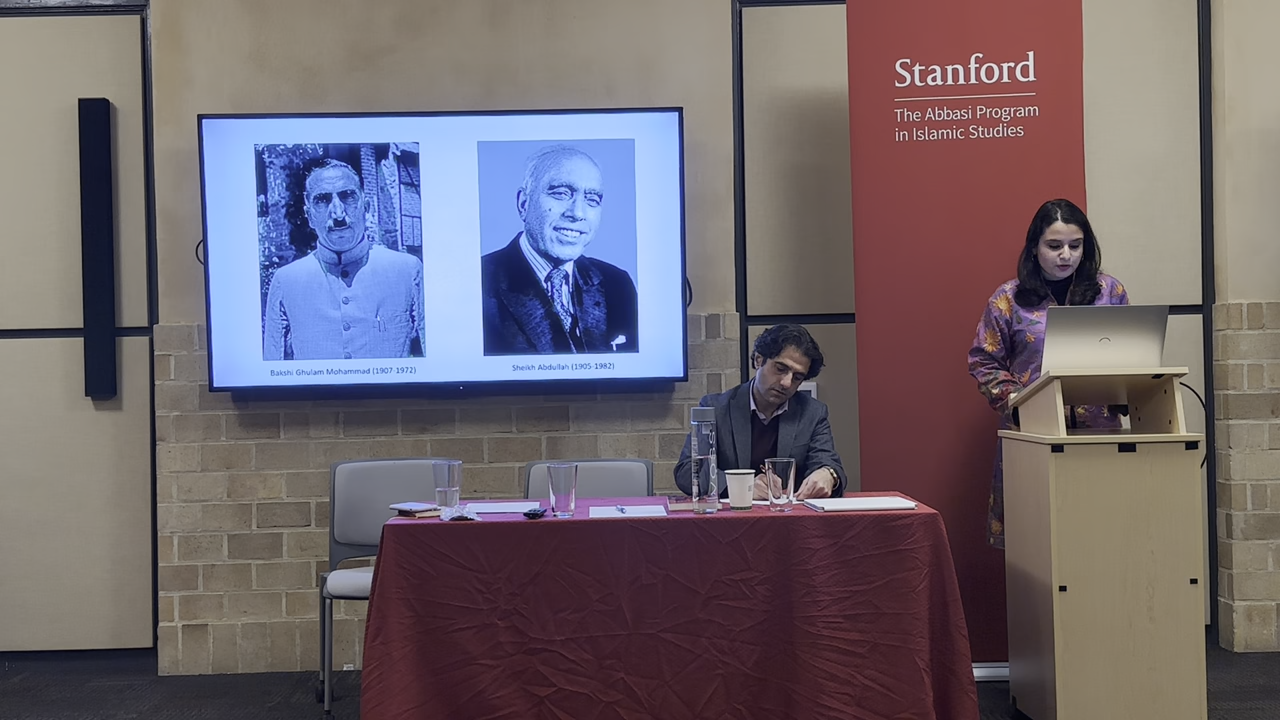 Stanford
The Abbasi Program
in Islamic Studies
Bakshi Ghulam Mohammad (1907-1972)
Sheikh Abdullah (1905-1982)